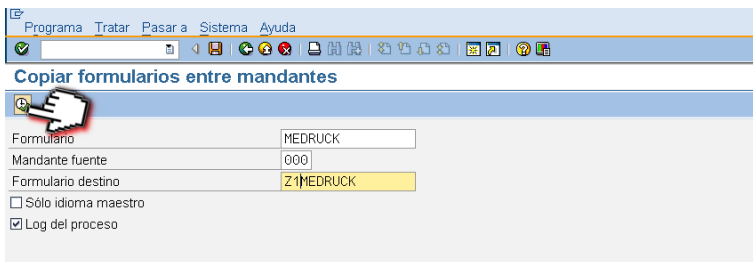 Programa Tratar Pasar a Sistema Ayuda
Copiar formularios entre mandantes
Formulario MEDRUCK
Mandante fuente 000
Formulario destino Z1MEDRUCK
Sólo idioma maestro
Log del proceso